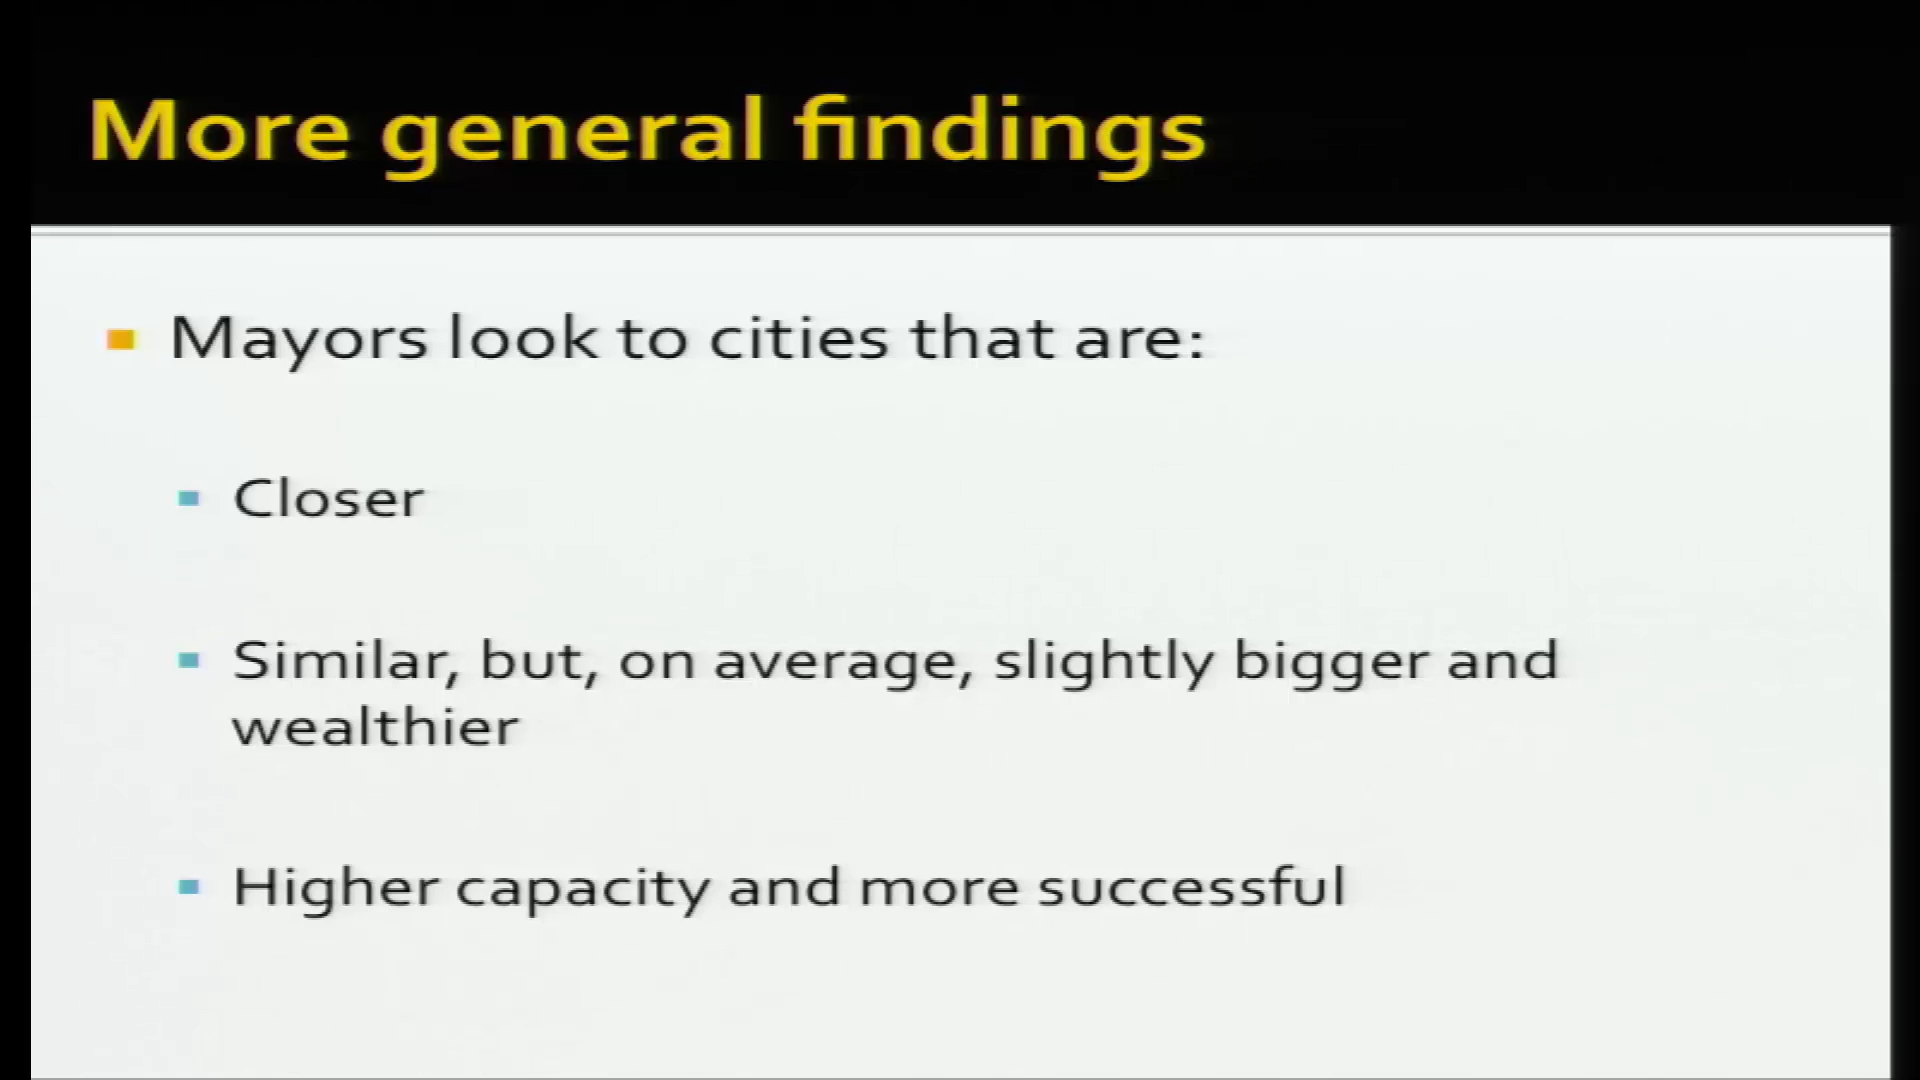 More general findings
Mayors look to cities that are:
Closer
Similar, but, on average, slightly bigger and
wealthier
Higher capacity and more successful